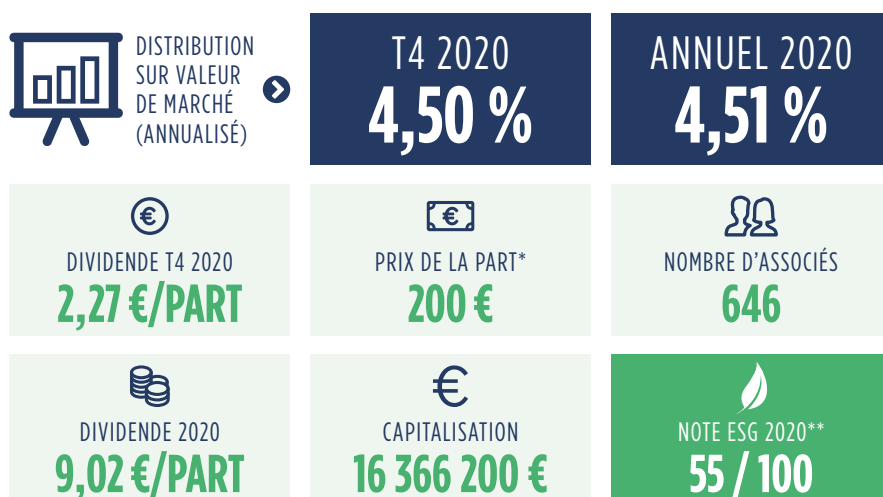 DISTRIBUTION
SUR VALEUR
DE MARCHÉ
(ANNUALISÉ)
T4 2020
4,50 %
ANNUEL 2020
4,51 %
€
DIVIDENDE T4 2020
2,27 €/PART
€
PRIX DE LA PART*
200 €
NOMBRE D'ASSOCIÉS
646
DIVIDENDE 2020
9,02 €/PART
€
CAPITALISATION
16 366 200 €
NOTE ESG 2020**
55 / 100